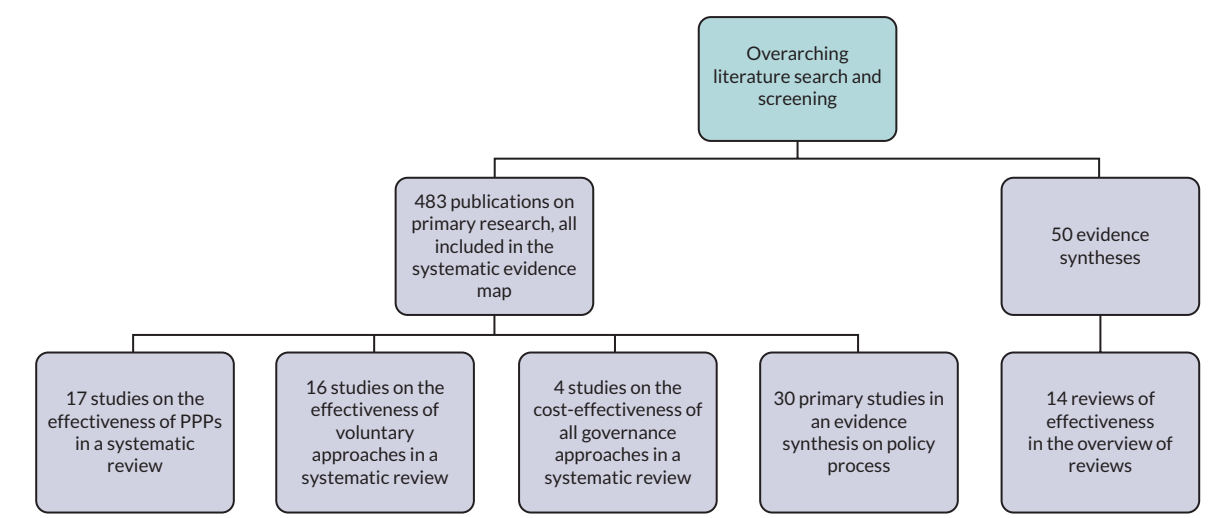 Overarching
literature search and
screening
483 publications on
primary research, all
included in the
systematic evidence
map
50 evidence
syntheses
17 studies on the
effectiveness of PPPs
in a systematic
review
16 studies on the
effectiveness of
voluntary
approaches in a
systematic review
4 studies on the
cost-effectiveness of
all governance
approaches in a
systematic review
30 primary studies in
an evidence
synthesis on policy
process
14 reviews of
effectiveness
in the overview of
reviews